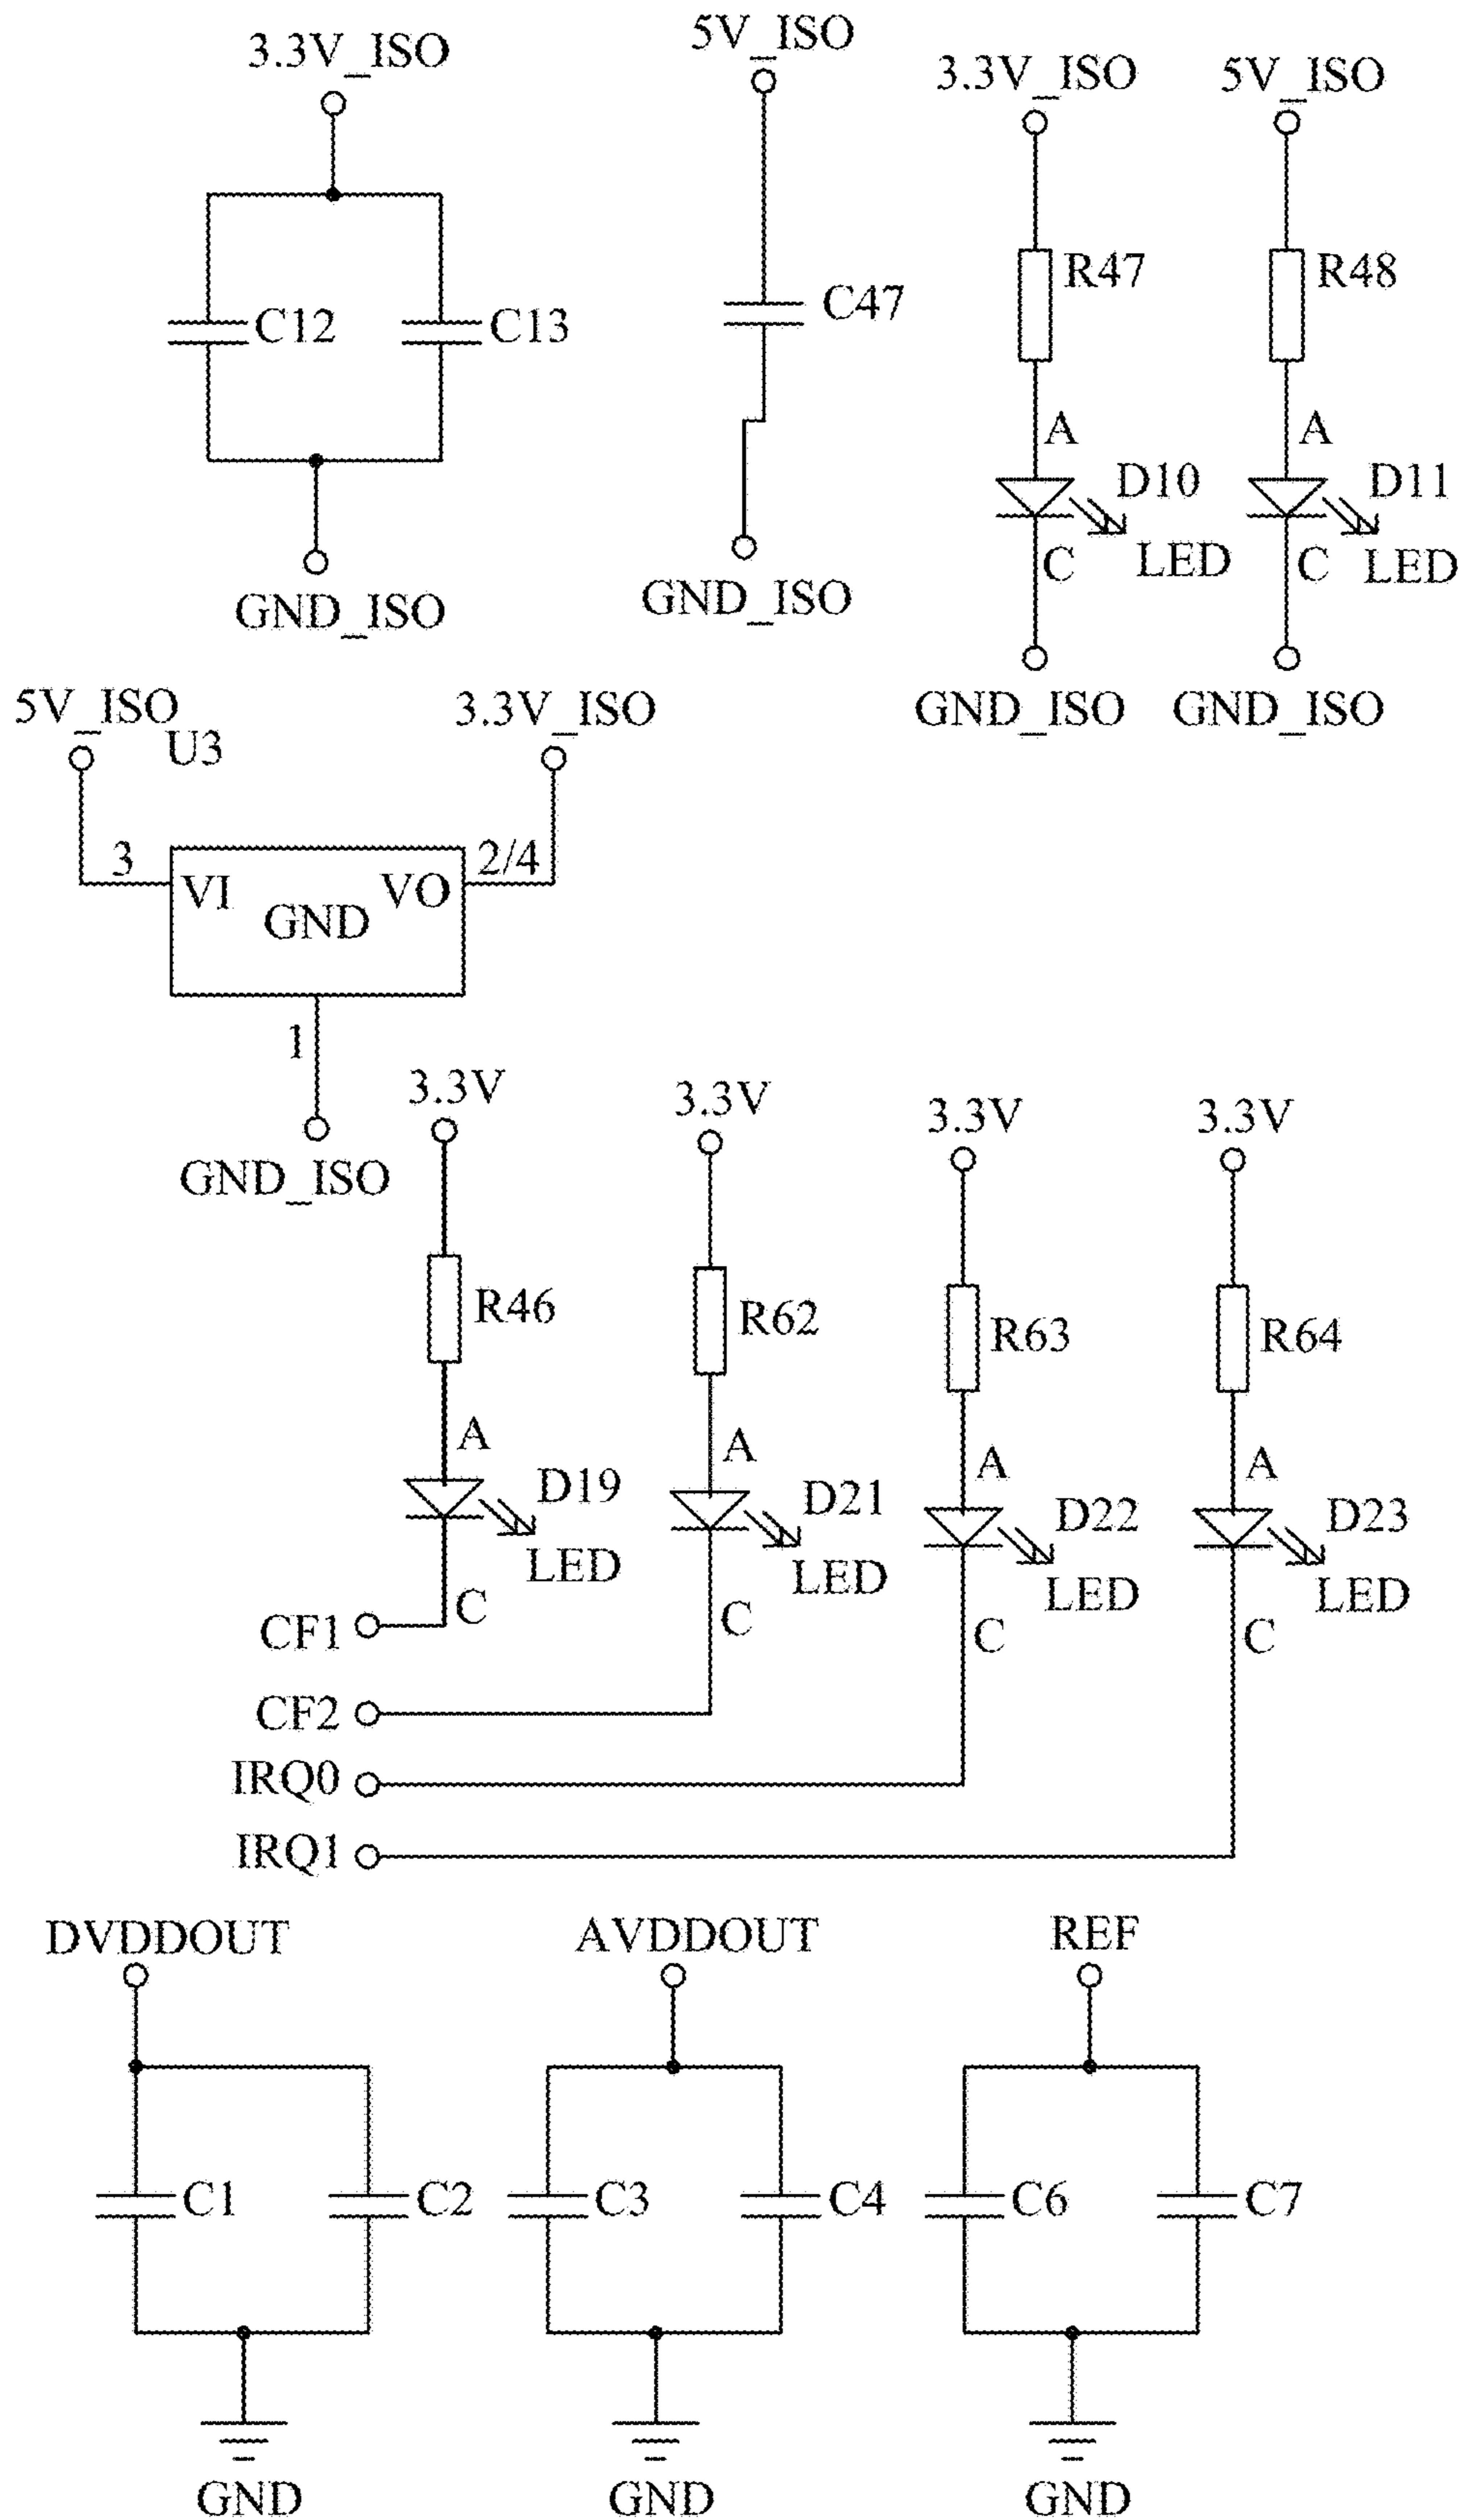 3.3V_ISO
C12
C13
GND_ISO
5V_ISO
C47
GND_ISO
3.3V_ISO
R47
A
D10
LED
C
GND_ISO
5V_ISO
R48
A
D11
LED
C
GND_ISO
5V_ISO
U3
3.3V_ISO
3
2/4
VI
GND
VO
1
GND_ISO
3.3V
R46
A
D19
LED
C
CF1
3.3V
R62
A
D21
LED
C
CF2
3.3V
R63
A
D22
LED
C
IRQ0
3.3V
R64
A
D23
LED
C
IRQ1
DVDDOUT
C1
C2
GND
AVDDOUT
C3
C4
GND
REF
C6
C7
GND